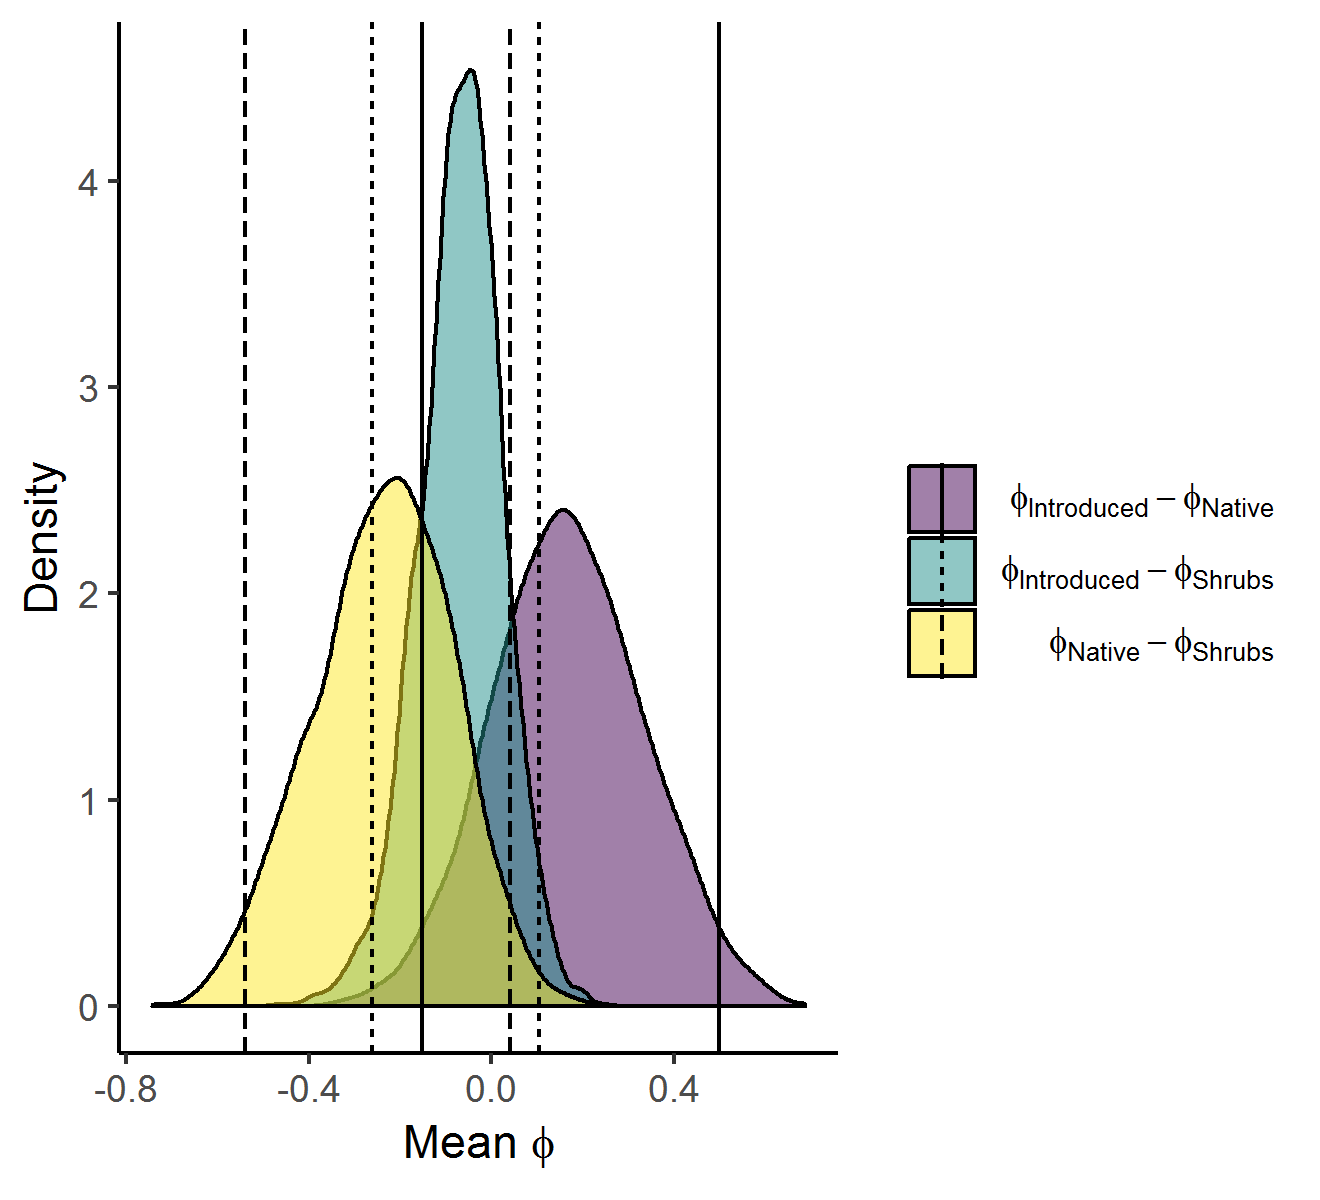 Density
4
3
2
1
0
-0.8 -0.4 0.0 0.4
Mean ϕ
ϕIntroduced − ϕNative
ϕIntroduced − ϕShrubs
ϕNative − ϕShrubs